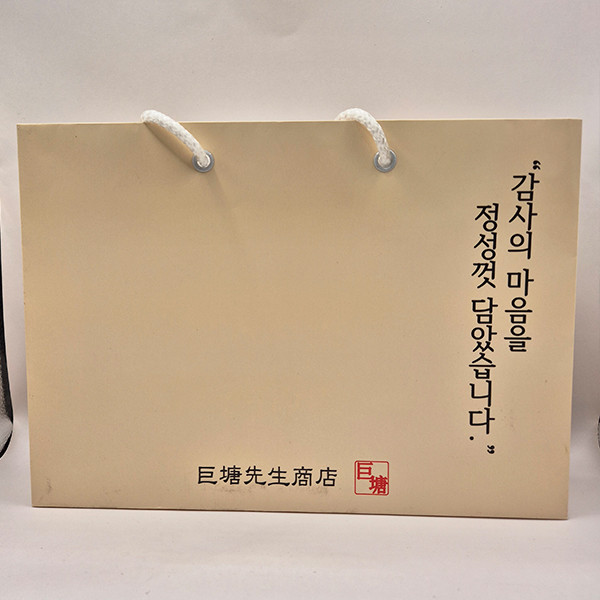 “감사의 마음을
정성껏 담았습니다.”
巨塘先生商店
巨塘